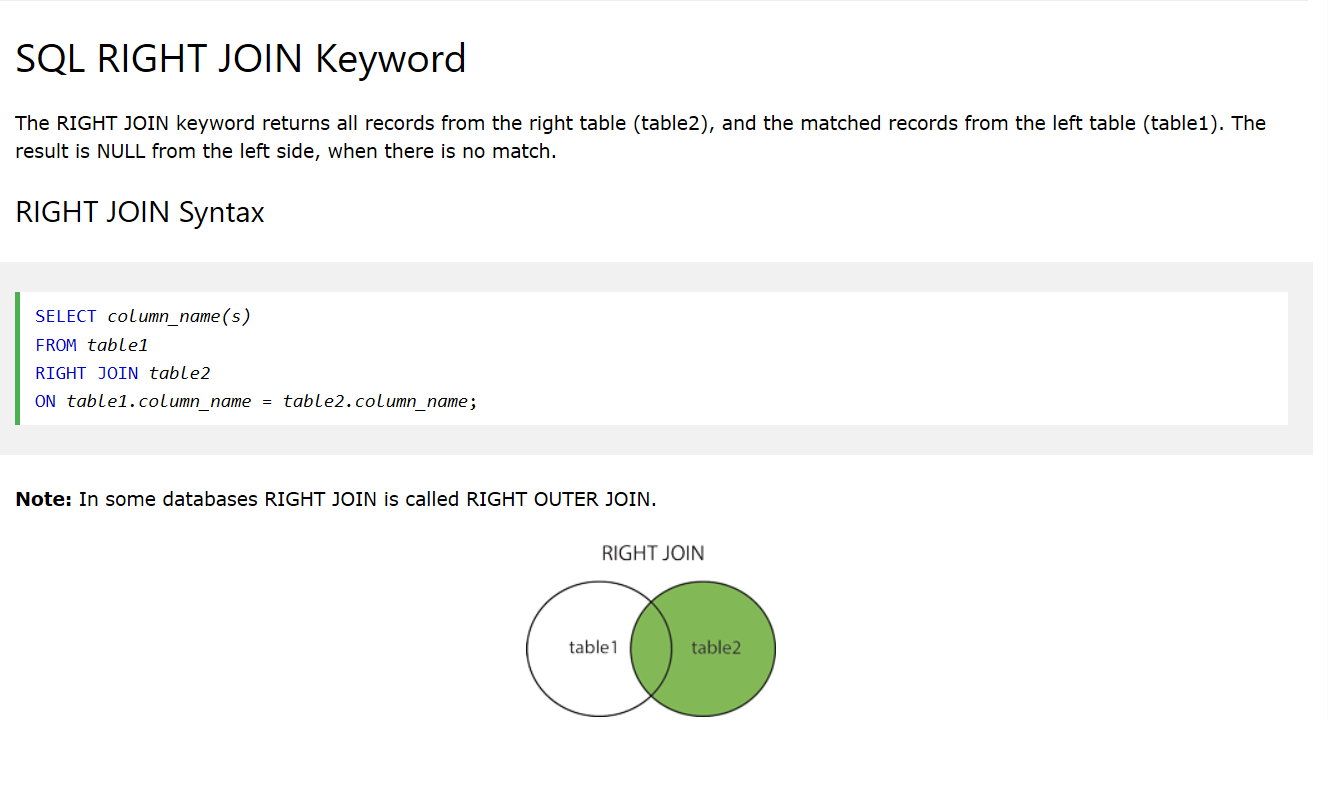 SQL RIGHT JOIN Keyword
The RIGHT JOIN keyword returns all records from the right table (table2), and the matched records from the left table (table1). The
result is NULL from the left side, when there is no match.
RIGHT JOIN Syntax
SELECT column_name(s)
FROM table1
RIGHT JOIN table2
ON table1.column_name = table2.column_name;
Note: In some databases RIGHT JOIN is called RIGHT OUTER JOIN.
RIGHT JOIN
table1 table2